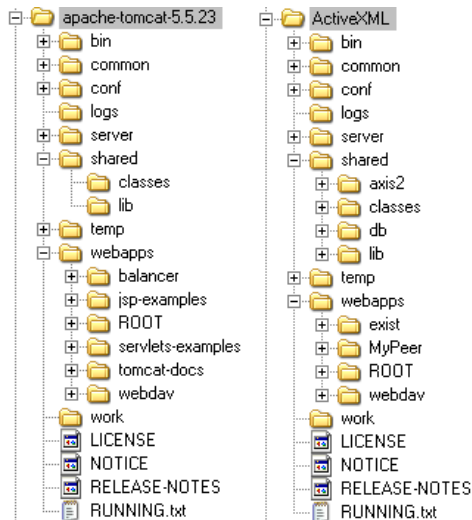 apache-tomcat-5.5.23
bin
common
conf
logs
server
shared
classes
lib
temp
webapps
balancer
jsp-examples
ROOT
servlets-examples
tomcat-docs
webdav
work
LICENSE
NOTICE
RELEASE-NOTES
RUNNING.txt
ActiveXML
bin
common
conf
logs
server
shared
axis2
classes
db
lib
temp
webapps
exist
MyPeer
ROOT
webdav
work
LICENSE
NOTICE
RELEASE-NOTES
RUNNING.txt